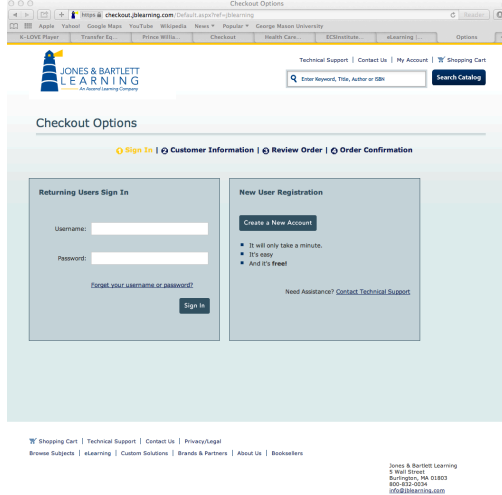 Checkout Options
https checkout.jblearning.com/Default.aspx?ref=jblearning
Reader
Apple Yahoo! Google Maps YouTube Wikipedia News Popular George Mason University
K-LOVE Player Transfer Eq... Prince Willia... Checkout Health Care... ECSInstitute... eLearning |... Options
Technical Support | Contact Us | My Account | Shopping Cart
JONES & BARTLETT
LEARNING
An Ascend Learning Company
Enter Keyword, Title, Author or ISBN
Search Catalog
Checkout Options
1 Sign In | 2 Customer Information | 3 Review Order | 4 Order Confirmation
Returning Users Sign In
Username:
Password:
Forget your username or password?
Sign In
New User Registration
Create a New Account
It will only take a minute.
It's easy
And it's free!
Need Assistance? Contact Technical Support
Shopping Cart | Technical Support | Contact Us | Privacy/Legal
Browse Subjects | eLearning | Custom Solutions | Brands & Partners | About Us | Booksellers
Jones & Bartlett Learning
5 Wall Street
Burlington, MA 01803
800-832-0034
info@jblearning.com